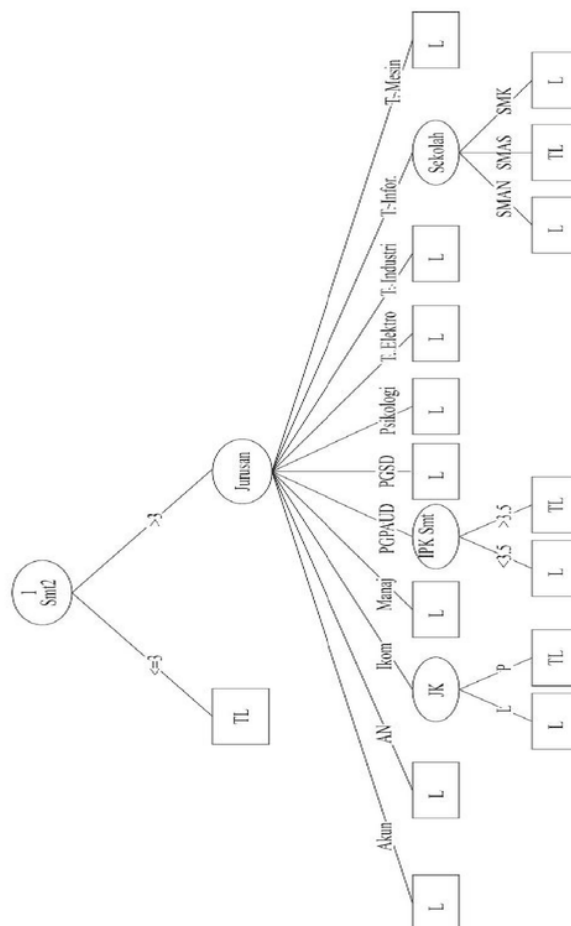 1
Smt2
<=3
>3
TL
Jurusan
Akun
AN
Ikom
Manaj
PGPAUD
PGSD
Psikologi
T.Elektro
T.Industri
T.Infor.
T.Mesin
L
L
JK
L
IPK Smt
L
L
L
L
Sekolah
L
L
P
<3.5
>3.5
SMAN
SMAS
SMK
L
TL
L
TL
L
TL
L